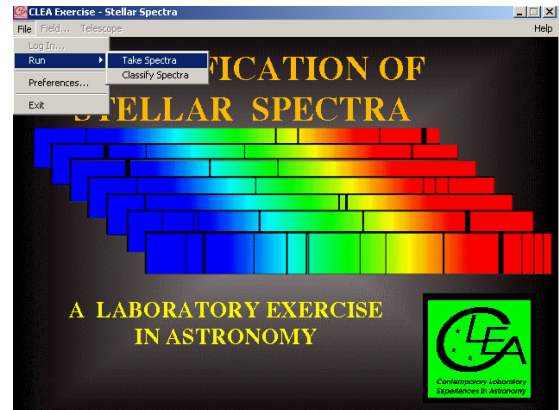 CLEA Exercise - Stellar Spectra
File Field... Telescope Help
Log In...
Run
Take Spectra
Classify Spectra
Preferences...
Exit
FICATION OF
STELLAR SPECTRA
A LABORATORY EXERCISE
IN ASTRONOMY
CLEA
Contemporary Laboratory
Experiences in Astronomy